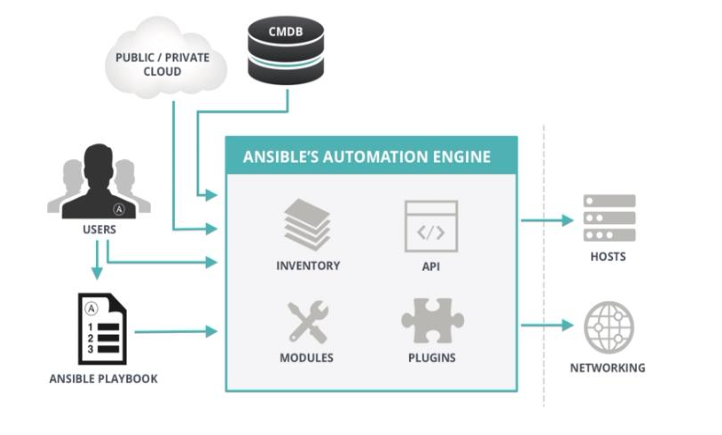 CMDB
PUBLIC / PRIVATE
CLOUD
ANSIBLE'S AUTOMATION ENGINE
A
USERS
INVENTORY
</>
API
HOSTS
A
1
2
3
MODULES
PLUGINS
NETWORKING
ANSIBLE PLAYBOOK